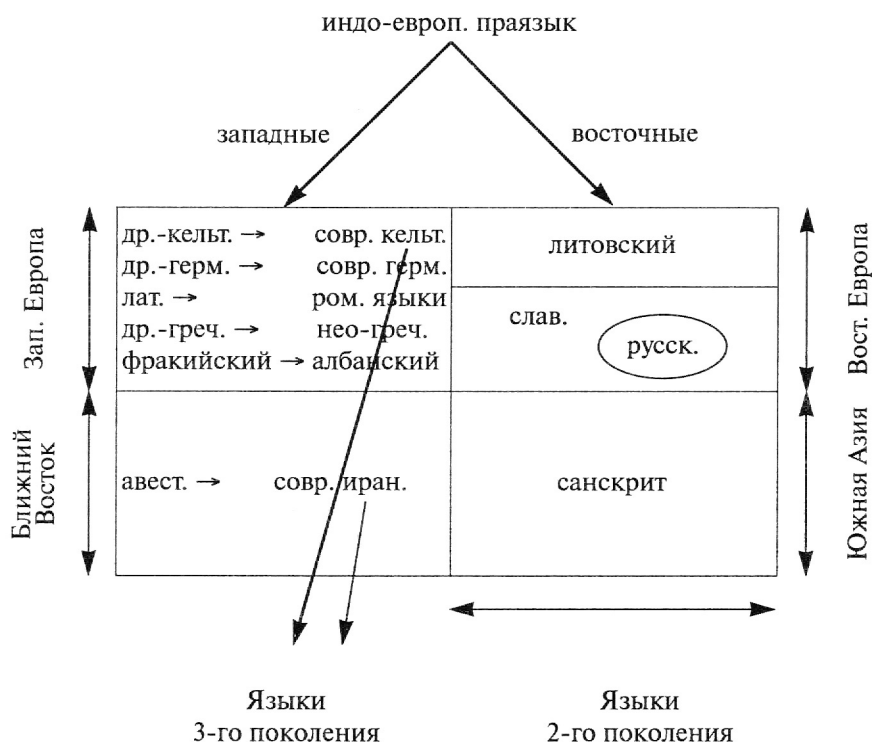 индо-европ. праязык
западные
восточные
Зап. Европа
др.-кельт. → совр. кельт.
др.-герм. → совр. герм.
лат. → ром. языки
др.-греч. → нео-греч.
фракийский → албанский
литовский
слав.
русск.
Вост. Европа
Ближний
Восток
авест. → совр. иран.
санскрит
Южная Азия
Языки
3-го поколения
Языки
2-го поколения